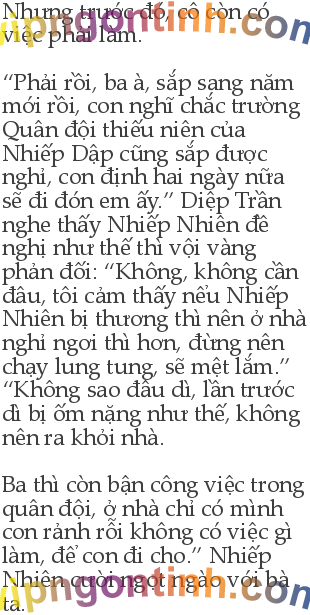 Nhưng trước đó, cô còn có
việc phải làm.
“Phải rồi, ba à, sắp sang năm
mới rồi, con nghĩ chắc trường
Quân đội thiếu niên của
Nhiếp Dập cũng sắp được
nghỉ, con định hai ngày nữa
sẽ đi đón em ấy.” Diệp Trần
nghe thấy Nhiếp Nhiên đề
nghị như thế thì vội vàng
phản đối: “Không, không cần
đâu, tôi cảm thấy nếu Nhiếp
Nhiên bị thương thì nên ở nhà
nghỉ ngơi thì hơn, đừng nên
chạy lung tung, sẽ mệt lắm.”
“Không sao đâu dì, lần trước
dì bị ốm nặng như thế, không
nên ra khỏi nhà.
Ba thì còn bận công việc trong
quân đội, ở nhà chỉ có mình
con rảnh rỗi không có việc gì
làm, để con đi cho.” Nhiếp
Nhiên cười ngọt ngào với bà
ta.